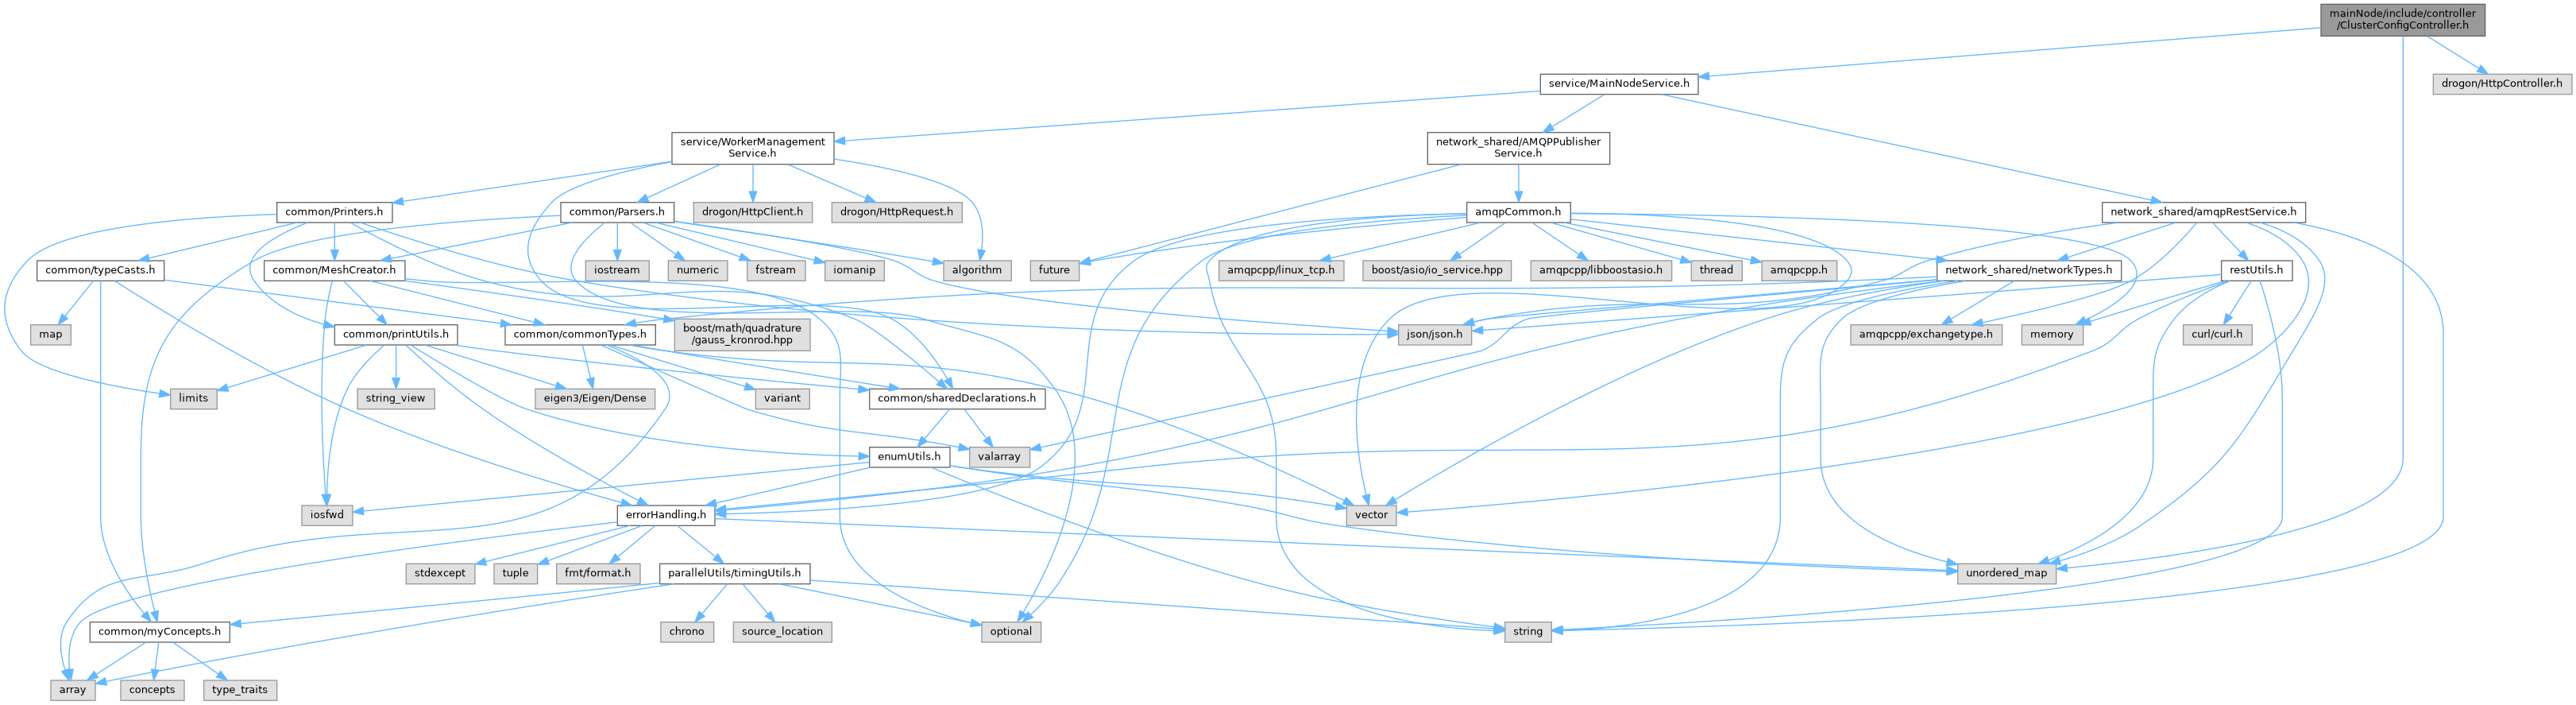 mainNode/include/controller
/ClusterConfigController.h
service/MainNodeService.h
drogon/HttpController.h
service/WorkerManagement
Service.h
network_shared/AMQPPublisher
Service.h
common/Printers.h
common/Parsers.h
drogon/HttpClient.h
drogon/HttpRequest.h
amqpCommon.h
network_shared/amqpRestService.h
common/typeCasts.h
common/MeshCreator.h
iostream
numeric
fstream
iomanip
algorithm
future
amqpcpp/linux_tcp.h
boost/asio/io_service.hpp
amqpcpp/libboostasio.h
thread
amqpcpp.h
network_shared/networkTypes.h
restUtils.h
map
common/printUtils.h
common/commonTypes.h
boost/math/quadrature
/gauss_kronrod.hpp
json/json.h
amqpcpp/exchangetype.h
memory
curl/curl.h
limits
string_view
eigen3/Eigen/Dense
variant
common/sharedDeclarations.h
enumUtils.h
valarray
iosfwd
errorHandling.h
vector
stdexcept
tuple
fmt/format.h
parallelUtils/timingUtils.h
unordered_map
common/myConcepts.h
chrono
source_location
optional
string
array
concepts
type_traits